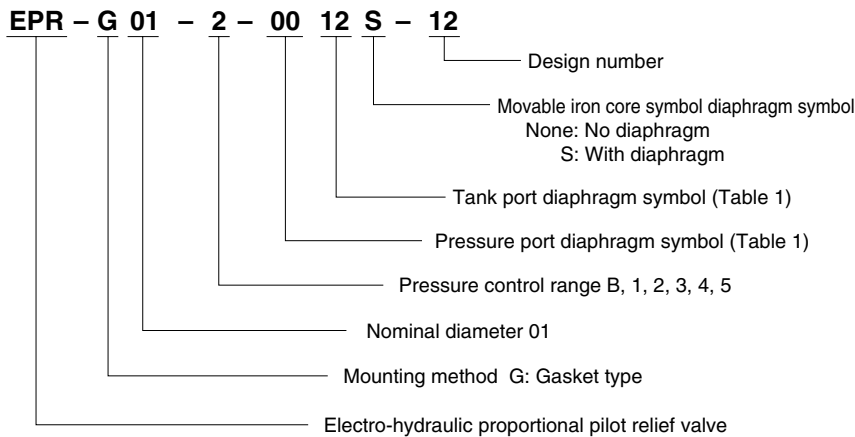 EPR – G 01 – 2 – 00 12 S – 12
Design number
Movable iron core symbol diaphragm symbol
None: No diaphragm
S: With diaphragm
Tank port diaphragm symbol (Table 1)
Pressure port diaphragm symbol (Table 1)
Pressure control range B, 1, 2, 3, 4, 5
Nominal diameter 01
Mounting method G: Gasket type
Electro-hydraulic proportional pilot relief valve